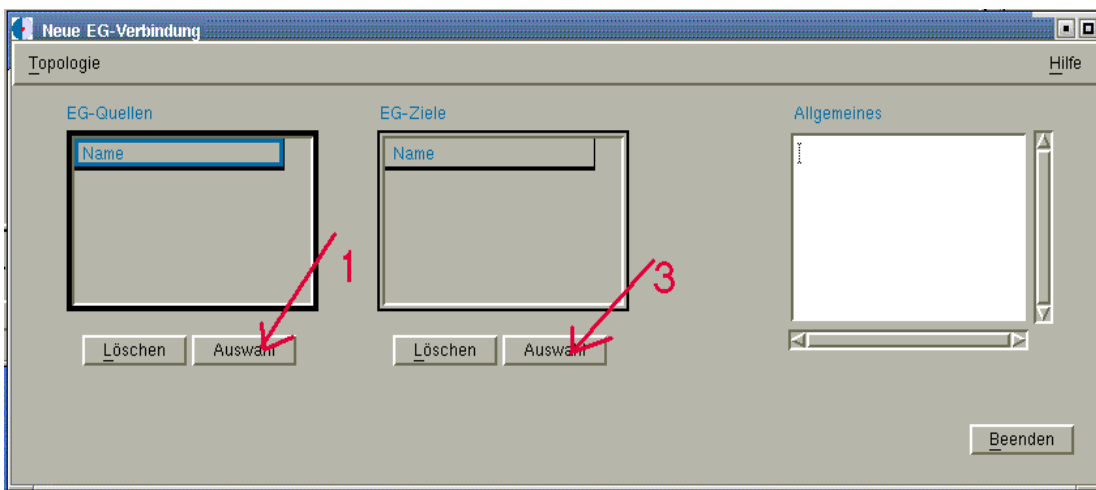 Neue EG-Verbindung
Topologie Hilfe
EG-Quellen EG-Ziele Allgemeines
Name Name
1 3
Löschen Auswahl Löschen Auswahl
Beenden